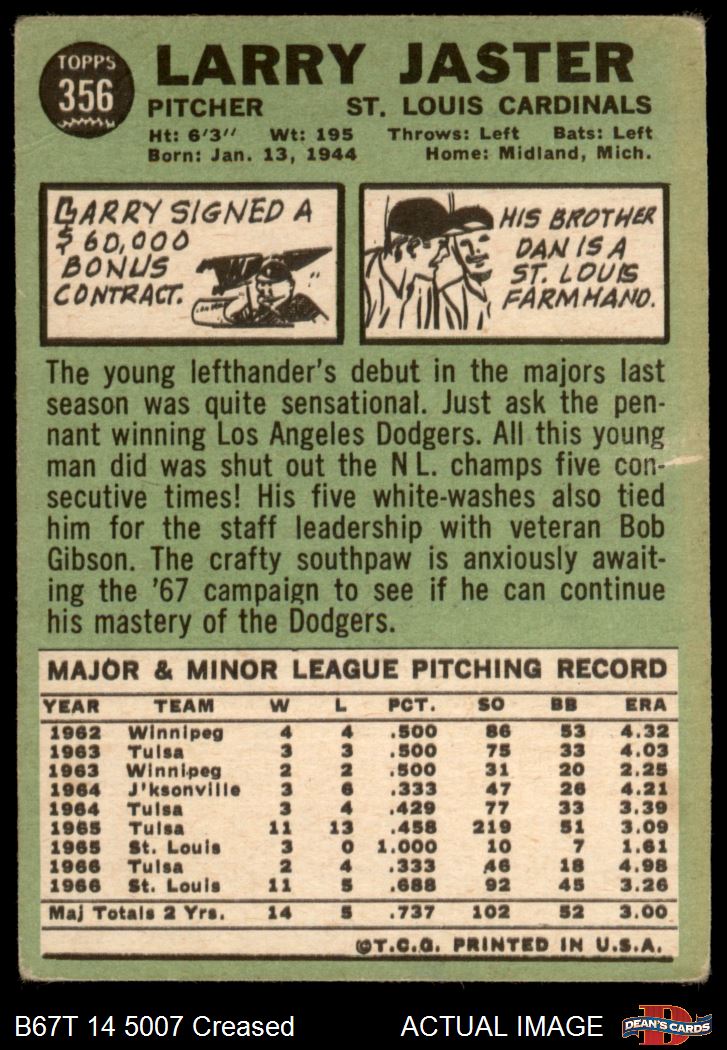 TOPPS
356
LARRY JASTER
PITCHER ST. LOUIS CARDINALS
Ht: 6'3" Wt: 195 Throws: Left Bats: Left
Born: Jan. 13, 1944 Home: Midland, Mich.
LARRY SIGNED A
$60,000
BONUS
CONTRACT.
HIS BROTHER
DAN IS A
ST. LOUIS
FARMHAND.
The young lefthander's debut in the majors last
season was quite sensational. Just ask the pen-
nant winning Los Angeles Dodgers. All this young
man did was shut out the N L. champs five con-
secutive times! His five white-washes also tied
him for the staff leadership with veteran Bob
Gibson. The crafty southpaw is anxiously await-
ing the '67 campaign to see if he can continue
his mastery of the Dodgers.
MAJOR & MINOR LEAGUE PITCHING RECORD
YEAR TEAM W L PCT. SO BB ERA
1962 Winnipeg 4 4 .500 86 53 4.32
1963 Tulsa 3 3 .500 75 33 4.03
1963 Winnipeg 2 2 .500 31 20 2.25
1964 J'ksonville 3 6 .333 47 26 4.21
1964 Tulsa 3 4 .429 77 33 3.39
1965 Tulsa 11 13 .458 219 51 3.09
1965 St. Louis 3 0 1.000 10 7 1.61
1966 Tulsa 2 4 .333 46 18 4.98
1966 St. Louis 11 5 .688 92 45 3.26
Maj Totals 2 Yrs. 14 5 .737 102 52 3.00
©T.C.G. PRINTED IN U.S.A.
B67T 14 5007 Creased ACTUAL IMAGE
D
DEAN'S CARDS